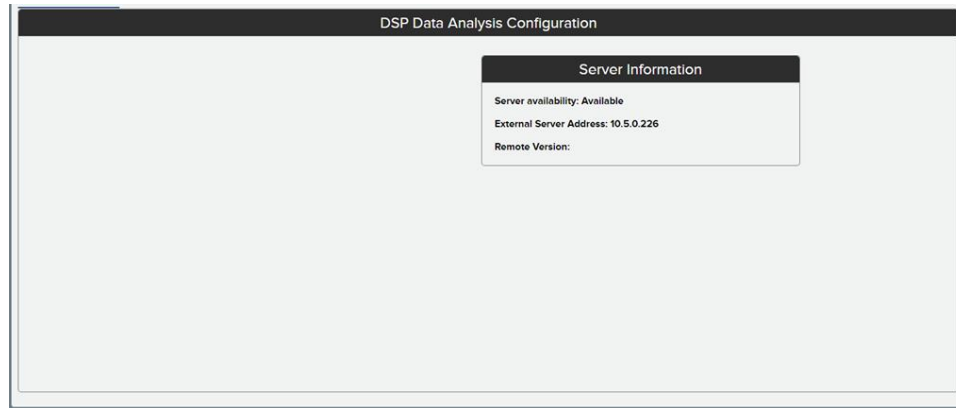 DSP Data Analysis Configuration
Server Information
Server availability: Available
External Server Address: 10.5.0.226
Remote Version: